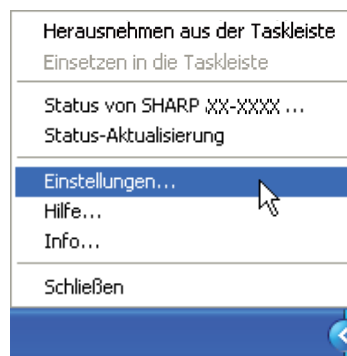 Herausnehmen aus der Taskleiste
Einsetzen in die Taskleiste
Status von SHARP XX-XXXX ...
Status-Aktualisierung
Einstellungen...
Hilfe...
Info...
Schließen